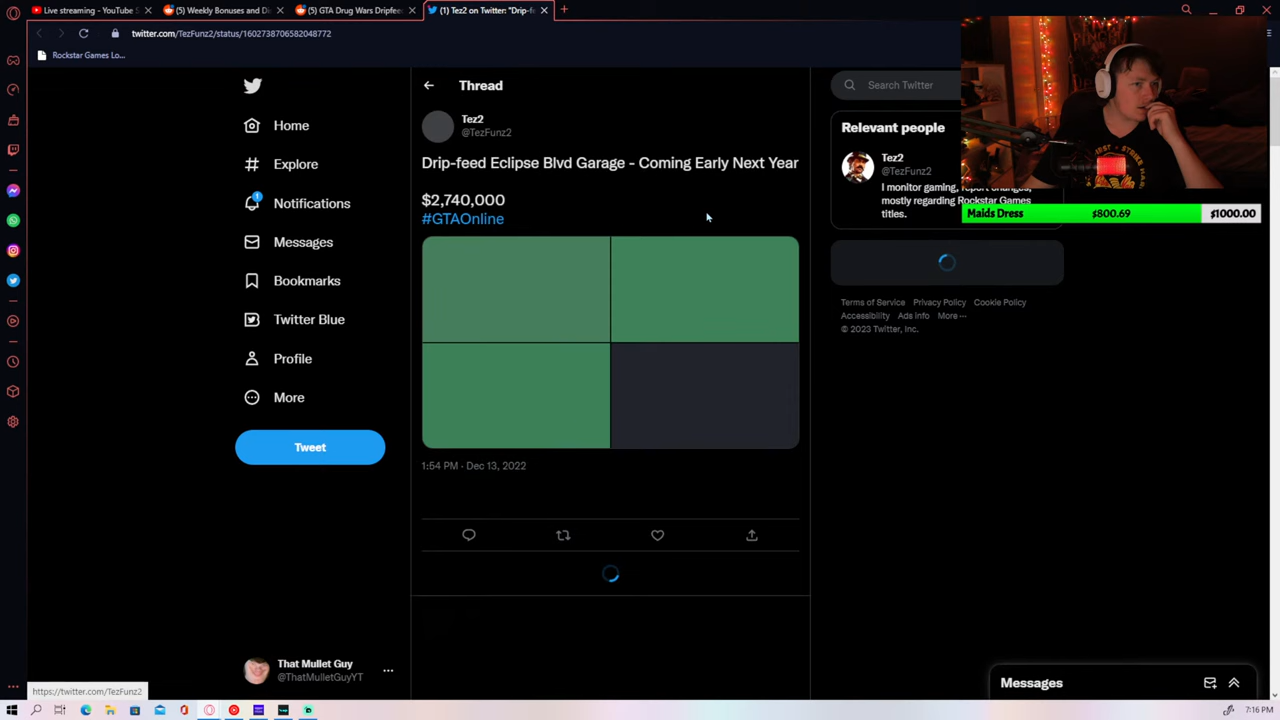 Live streaming - YouTube S
(5) Weekly Bonuses and Di
(5) GTA Drug Wars Dripfee
(1) Tez2 on Twitter: "Drip-f
twitter.com/TezFunz2/status/1602738706582048772
Rockstar Games Lo...
Home
Explore
1
Notifications
Messages
Bookmarks
Twitter Blue
Profile
More
Tweet
That Mullet Guy
@ThatMulletGuyYT
Thread
Tez2
@TezFunz2
Drip-feed Eclipse Blvd Garage - Coming Early Next Year
$2,740,000
#GTAOnline
1:54 PM · Dec 13, 2022
Search Twitter
Relevant people
Tez2
@TezFunz2
I monitor gaming, report changes,
mostly regarding Rockstar Games
titles.
Maids Dress $800.69 $1000.00
Terms of Service Privacy Policy Cookie Policy
Accessibility Ads info More ···
© 2023 Twitter, Inc.
Messages
https://twitter.com/TezFunz2
7:16 PM